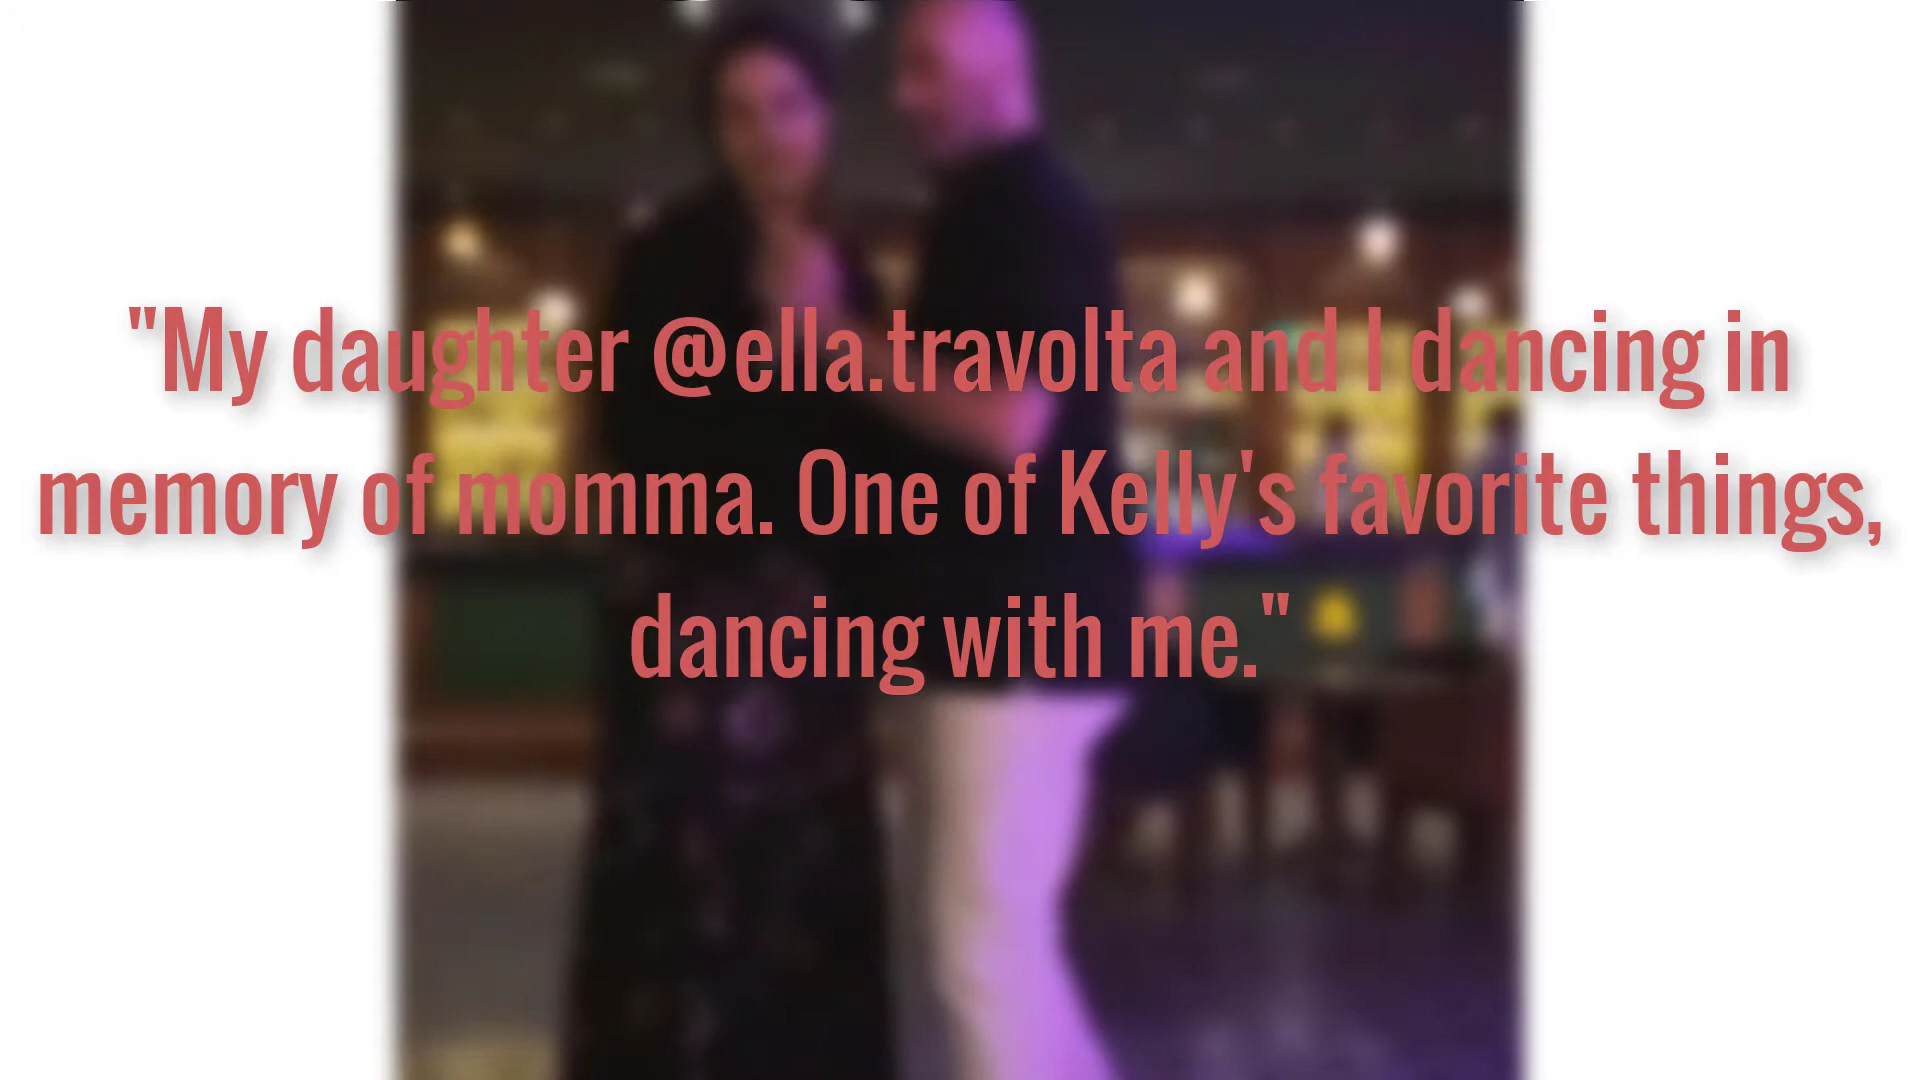 "My daughter @ella.travolta and I dancing in
memory of momma. One of Kelly's favorite things,
dancing with me."